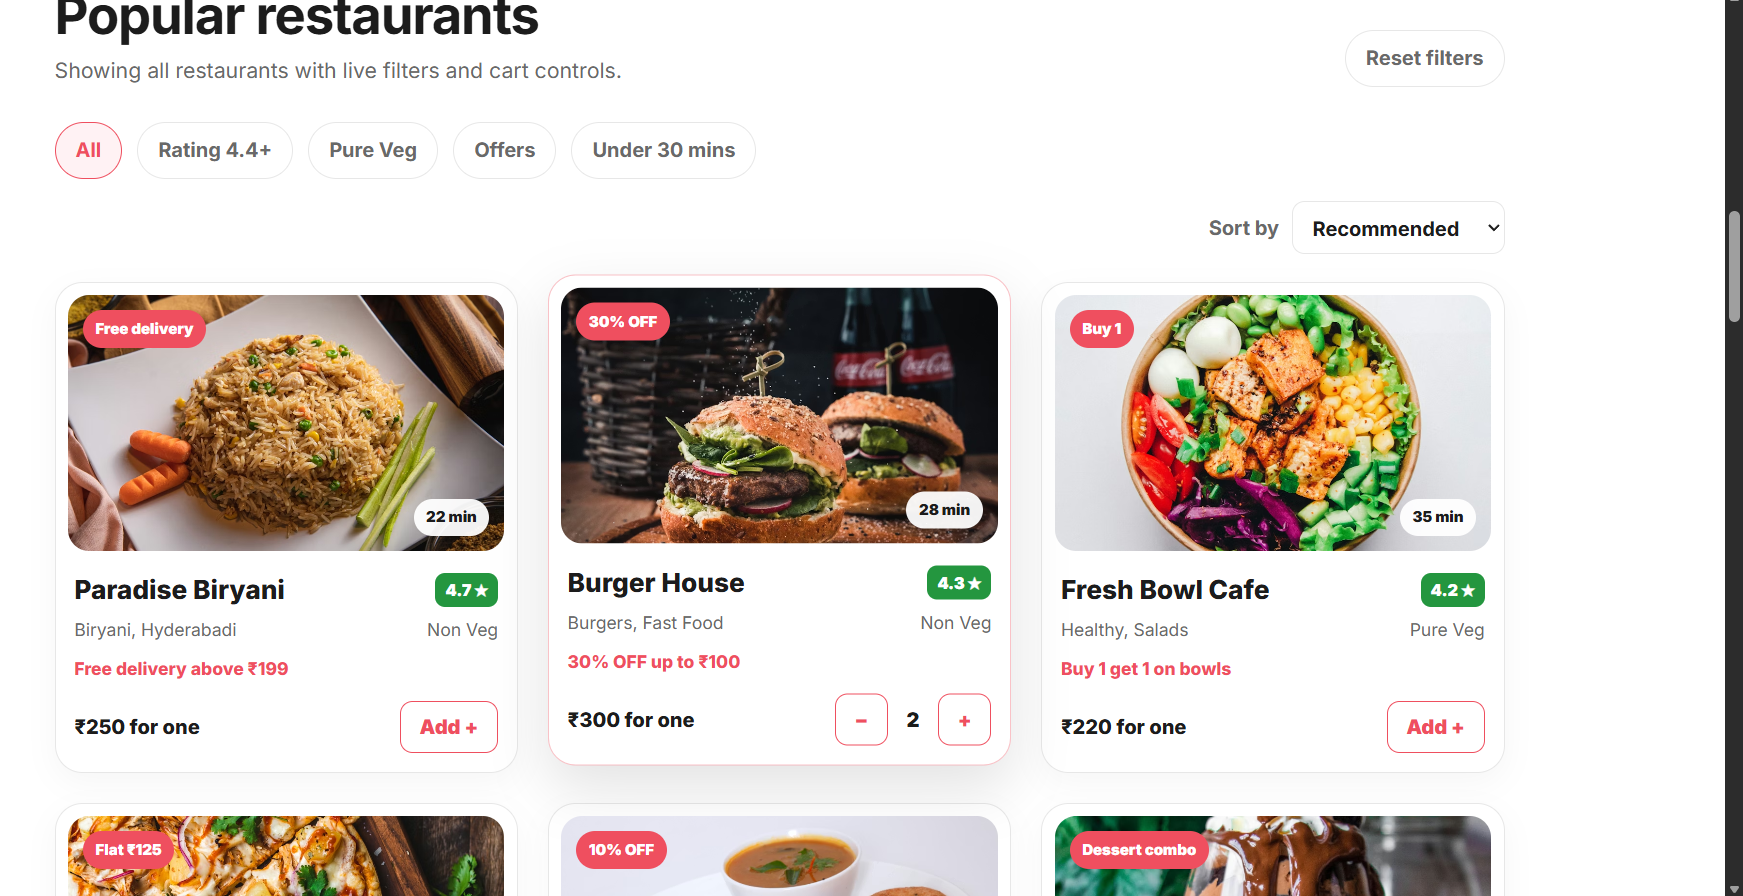 Popular restaurants
Showing all restaurants with live filters and cart controls.
Reset filters
All
Rating 4.4+
Pure Veg
Offers
Under 30 mins
Sort by
Recommended
Free delivery
22 min
Paradise Biryani
4.7 ★
Biryani, Hyderabadi
Non Veg
Free delivery above ₹199
₹250 for one
Add +
30% OFF
Coca-Cola
28 min
Burger House
4.3 ★
Burgers, Fast Food
Non Veg
30% OFF up to ₹100
₹300 for one
− 2 +
Buy 1
35 min
Fresh Bowl Cafe
4.2 ★
Healthy, Salads
Pure Veg
Buy 1 get 1 on bowls
₹220 for one
Add +
Flat ₹125
10% OFF
Dessert combo